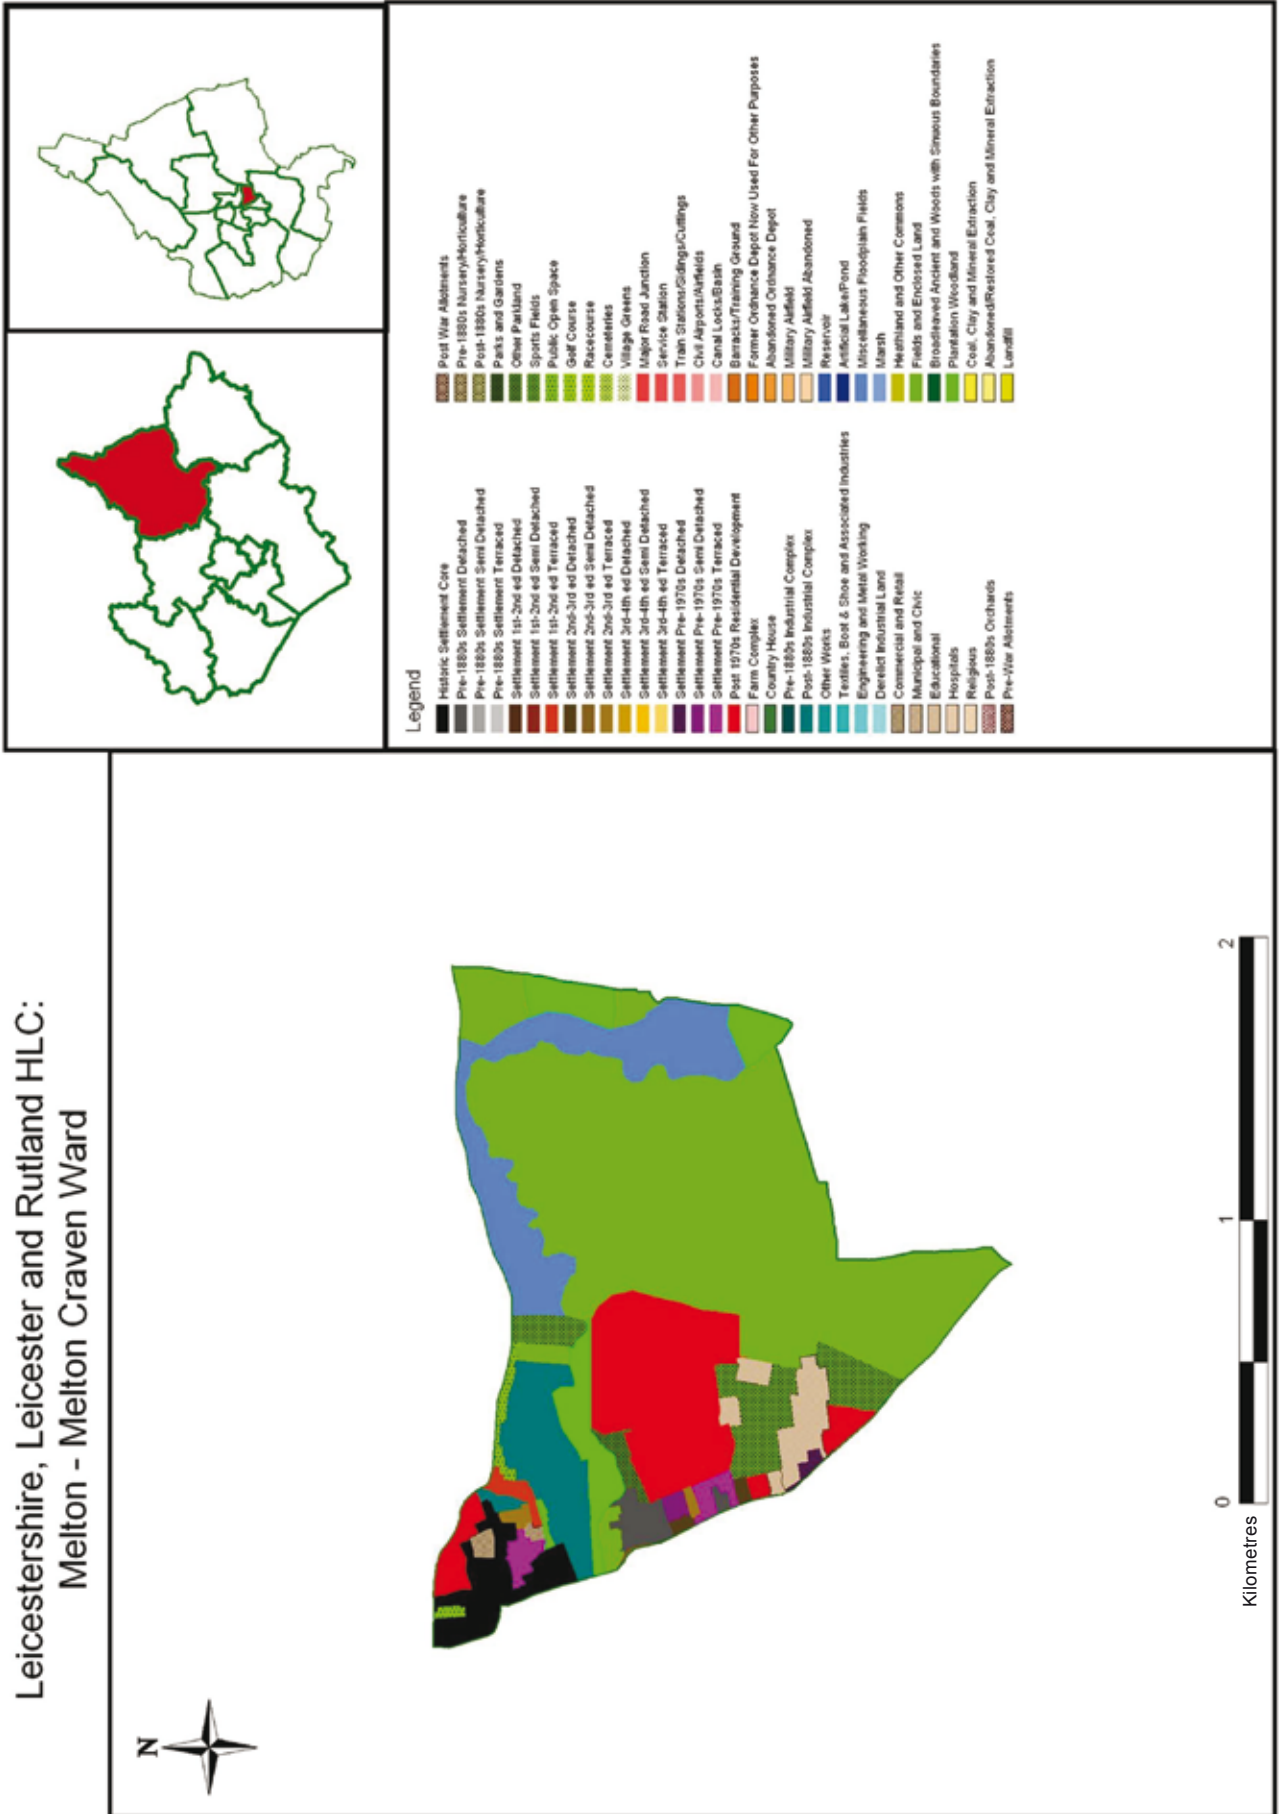 Leicestershire, Leicester and Rutland HLC:
Melton - Melton Craven Ward
N
0
1
2
Kilometres
Legend
Historic Settlement Core
Pre-1880s Settlement Detached
Pre-1880s Settlement Semi Detached
Pre-1880s Settlement Terraced
Settlement 1st-2nd ed Detached
Settlement 1st-2nd ed Semi Detached
Settlement 1st-2nd ed Terraced
Settlement 2nd-3rd ed Detached
Settlement 2nd-3rd ed Semi Detached
Settlement 2nd-3rd ed Terraced
Settlement 3rd-4th ed Detached
Settlement 3rd-4th ed Semi Detached
Settlement 3rd-4th ed Terraced
Settlement Pre-1970s Detached
Settlement Pre-1970s Semi Detached
Settlement Pre-1970s Terraced
Post 1970s Residential Development
Farm Complex
Country House
Pre-1880s Industrial Complex
Post-1880s Industrial Complex
Other Works
Textiles, Boot & Shoe and Associated Industries
Engineering and Metal Working
Derelict Industrial Land
Commercial and Retail
Municipal and Civic
Educational
Hospitals
Religious
Post-1880s Orchards
Pre-War Allotments
Post War Allotments
Pre-1880s Nursery/Horticulture
Post-1880s Nursery/Horticulture
Parks and Gardens
Other Parkland
Sports Fields
Public Open Space
Golf Course
Racecourse
Cemeteries
Village Greens
Major Road Junction
Service Station
Train Stations/Sidings/Cuttings
Civil Airports/Airfields
Canal Locks/Basin
Barracks/Training Ground
Former Ordnance Depot Now Used For Other Purposes
Abandoned Ordnance Depot
Military Airfield
Military Airfield Abandoned
Reservoir
Artificial Lake/Pond
Miscellaneous Floodplain Fields
Marsh
Heathland and Other Commons
Fields and Enclosed Land
Broadleaved Ancient and Woods with Sinuous Boundaries
Plantation Woodland
Coal, Clay and Mineral Extraction
Abandoned/Restored Coal, Clay and Mineral Extraction
Landfill